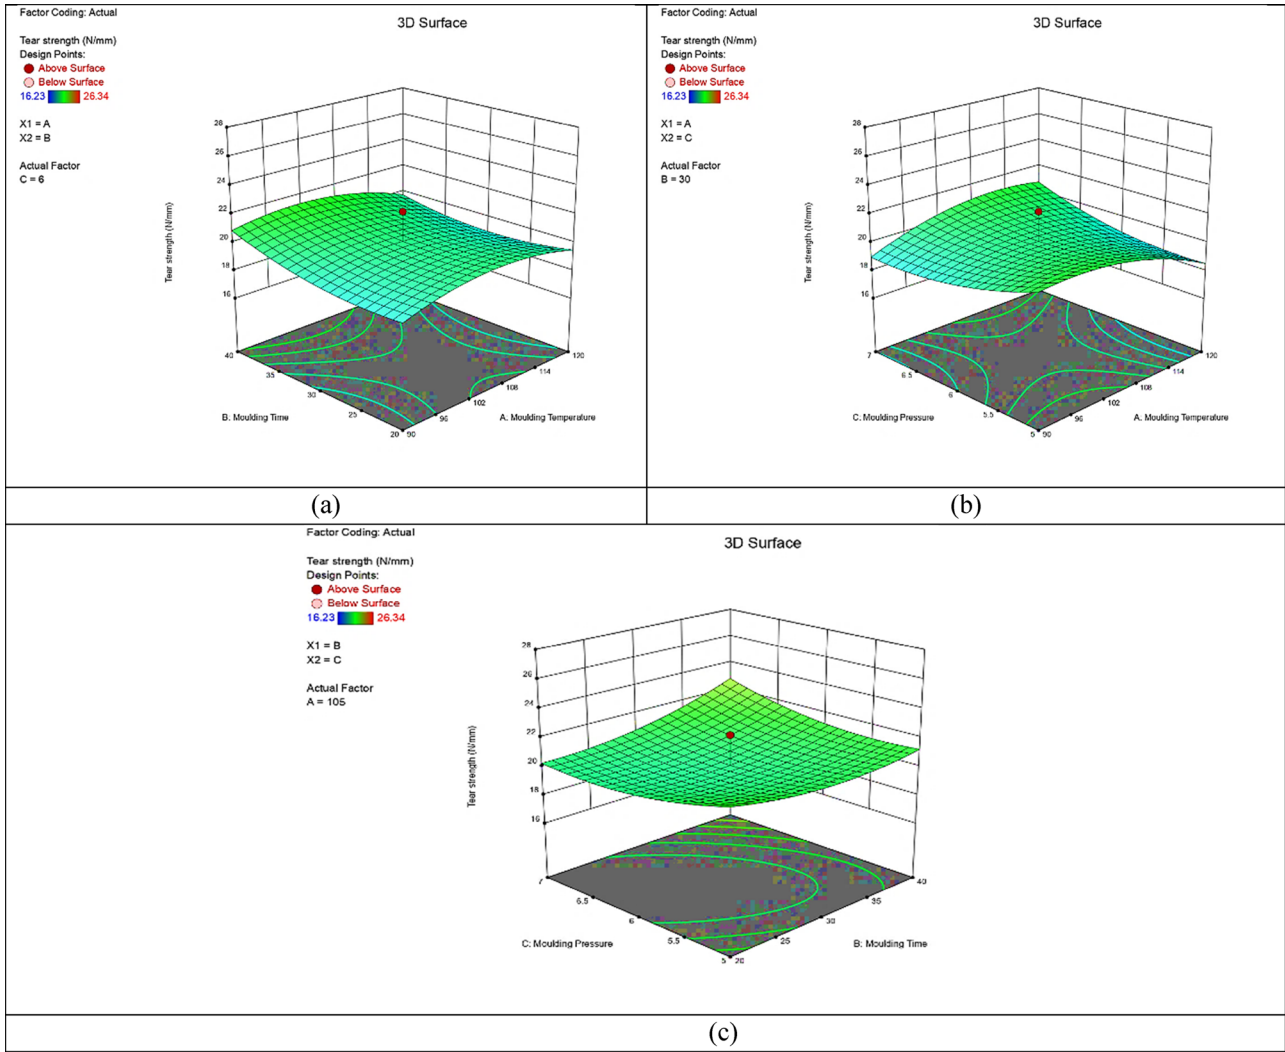 Factor Coding: Actual
3D Surface
Tear strength (N/mm)
Design Points:
Above Surface
Below Surface
16.23 26.34
X1 = A
X2 = B
Actual Factor
C = 6
28
26
24
22
20
18
16
Tear strength (N/mm)
40
35
30
25
20
90
96
102
108
114
120
B: Moulding Time
A: Moulding Temperature
(a)
Factor Coding: Actual
3D Surface
Tear strength (N/mm)
Design Points:
Above Surface
Below Surface
16.23 26.34
X1 = A
X2 = C
Actual Factor
B = 30
28
26
24
22
20
18
16
Tear strength (N/mm)
7
6.5
6
5.5
5
90
96
102
108
114
120
C: Moulding Pressure
A: Moulding Temperature
(b)
Factor Coding: Actual
3D Surface
Tear strength (N/mm)
Design Points:
Above Surface
Below Surface
16.23 26.34
X1 = B
X2 = C
Actual Factor
A = 105
28
26
24
22
20
18
16
Tear strength (N/mm)
7
6.5
6
5.5
5
20
25
30
35
40
C: Moulding Pressure
B: Moulding Time
(c)